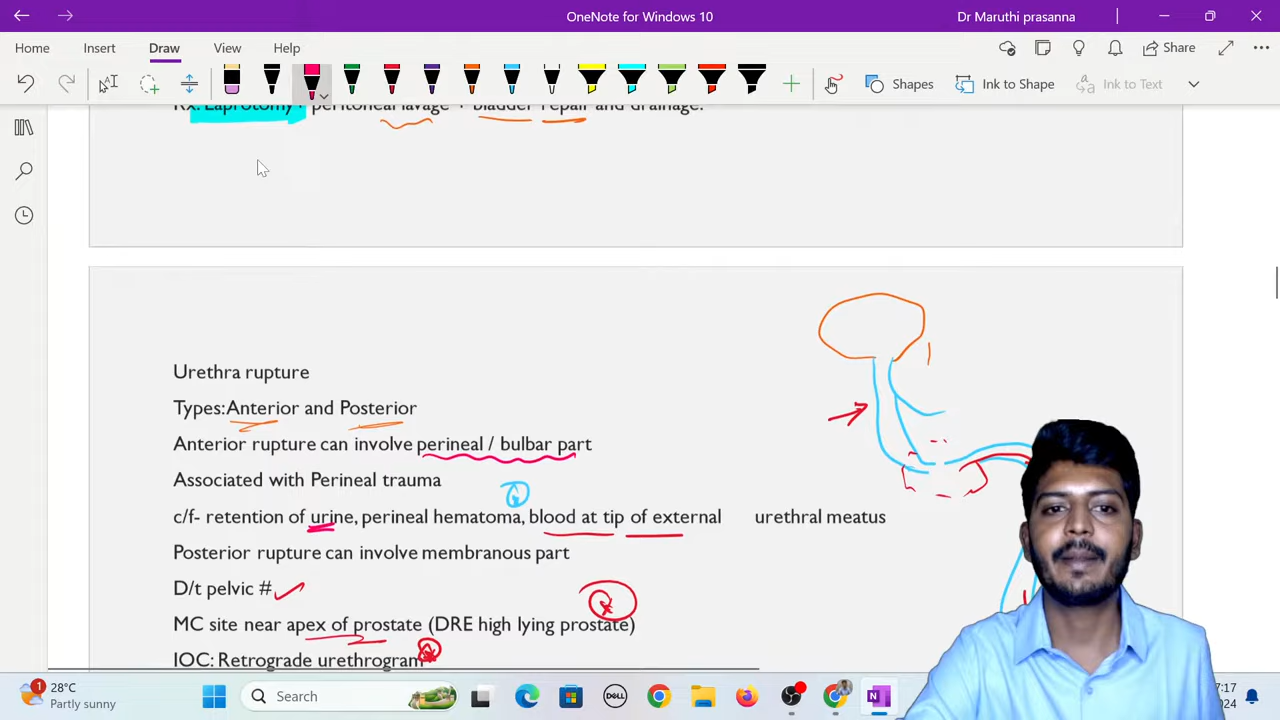 OneNote for Windows 10
Dr Maruthi prasanna
Home Insert Draw View Help
Share
Shapes
Ink to Shape
Ink to Text
Rx: Laprotomy+ peritoneal lavage + bladder repair and drainage.
Urethra rupture
Types:Anterior and Posterior
Anterior rupture can involve perineal / bulbar part
Associated with Perineal trauma
c/f- retention of urine, perineal hematoma, blood at tip of external urethral meatus
Posterior rupture can involve membranous part
D/t pelvic #
MC site near apex of prostate (DRE high lying prostate)
IOC: Retrograde urethrogram
1
28°C
Partly sunny
Search
DELL